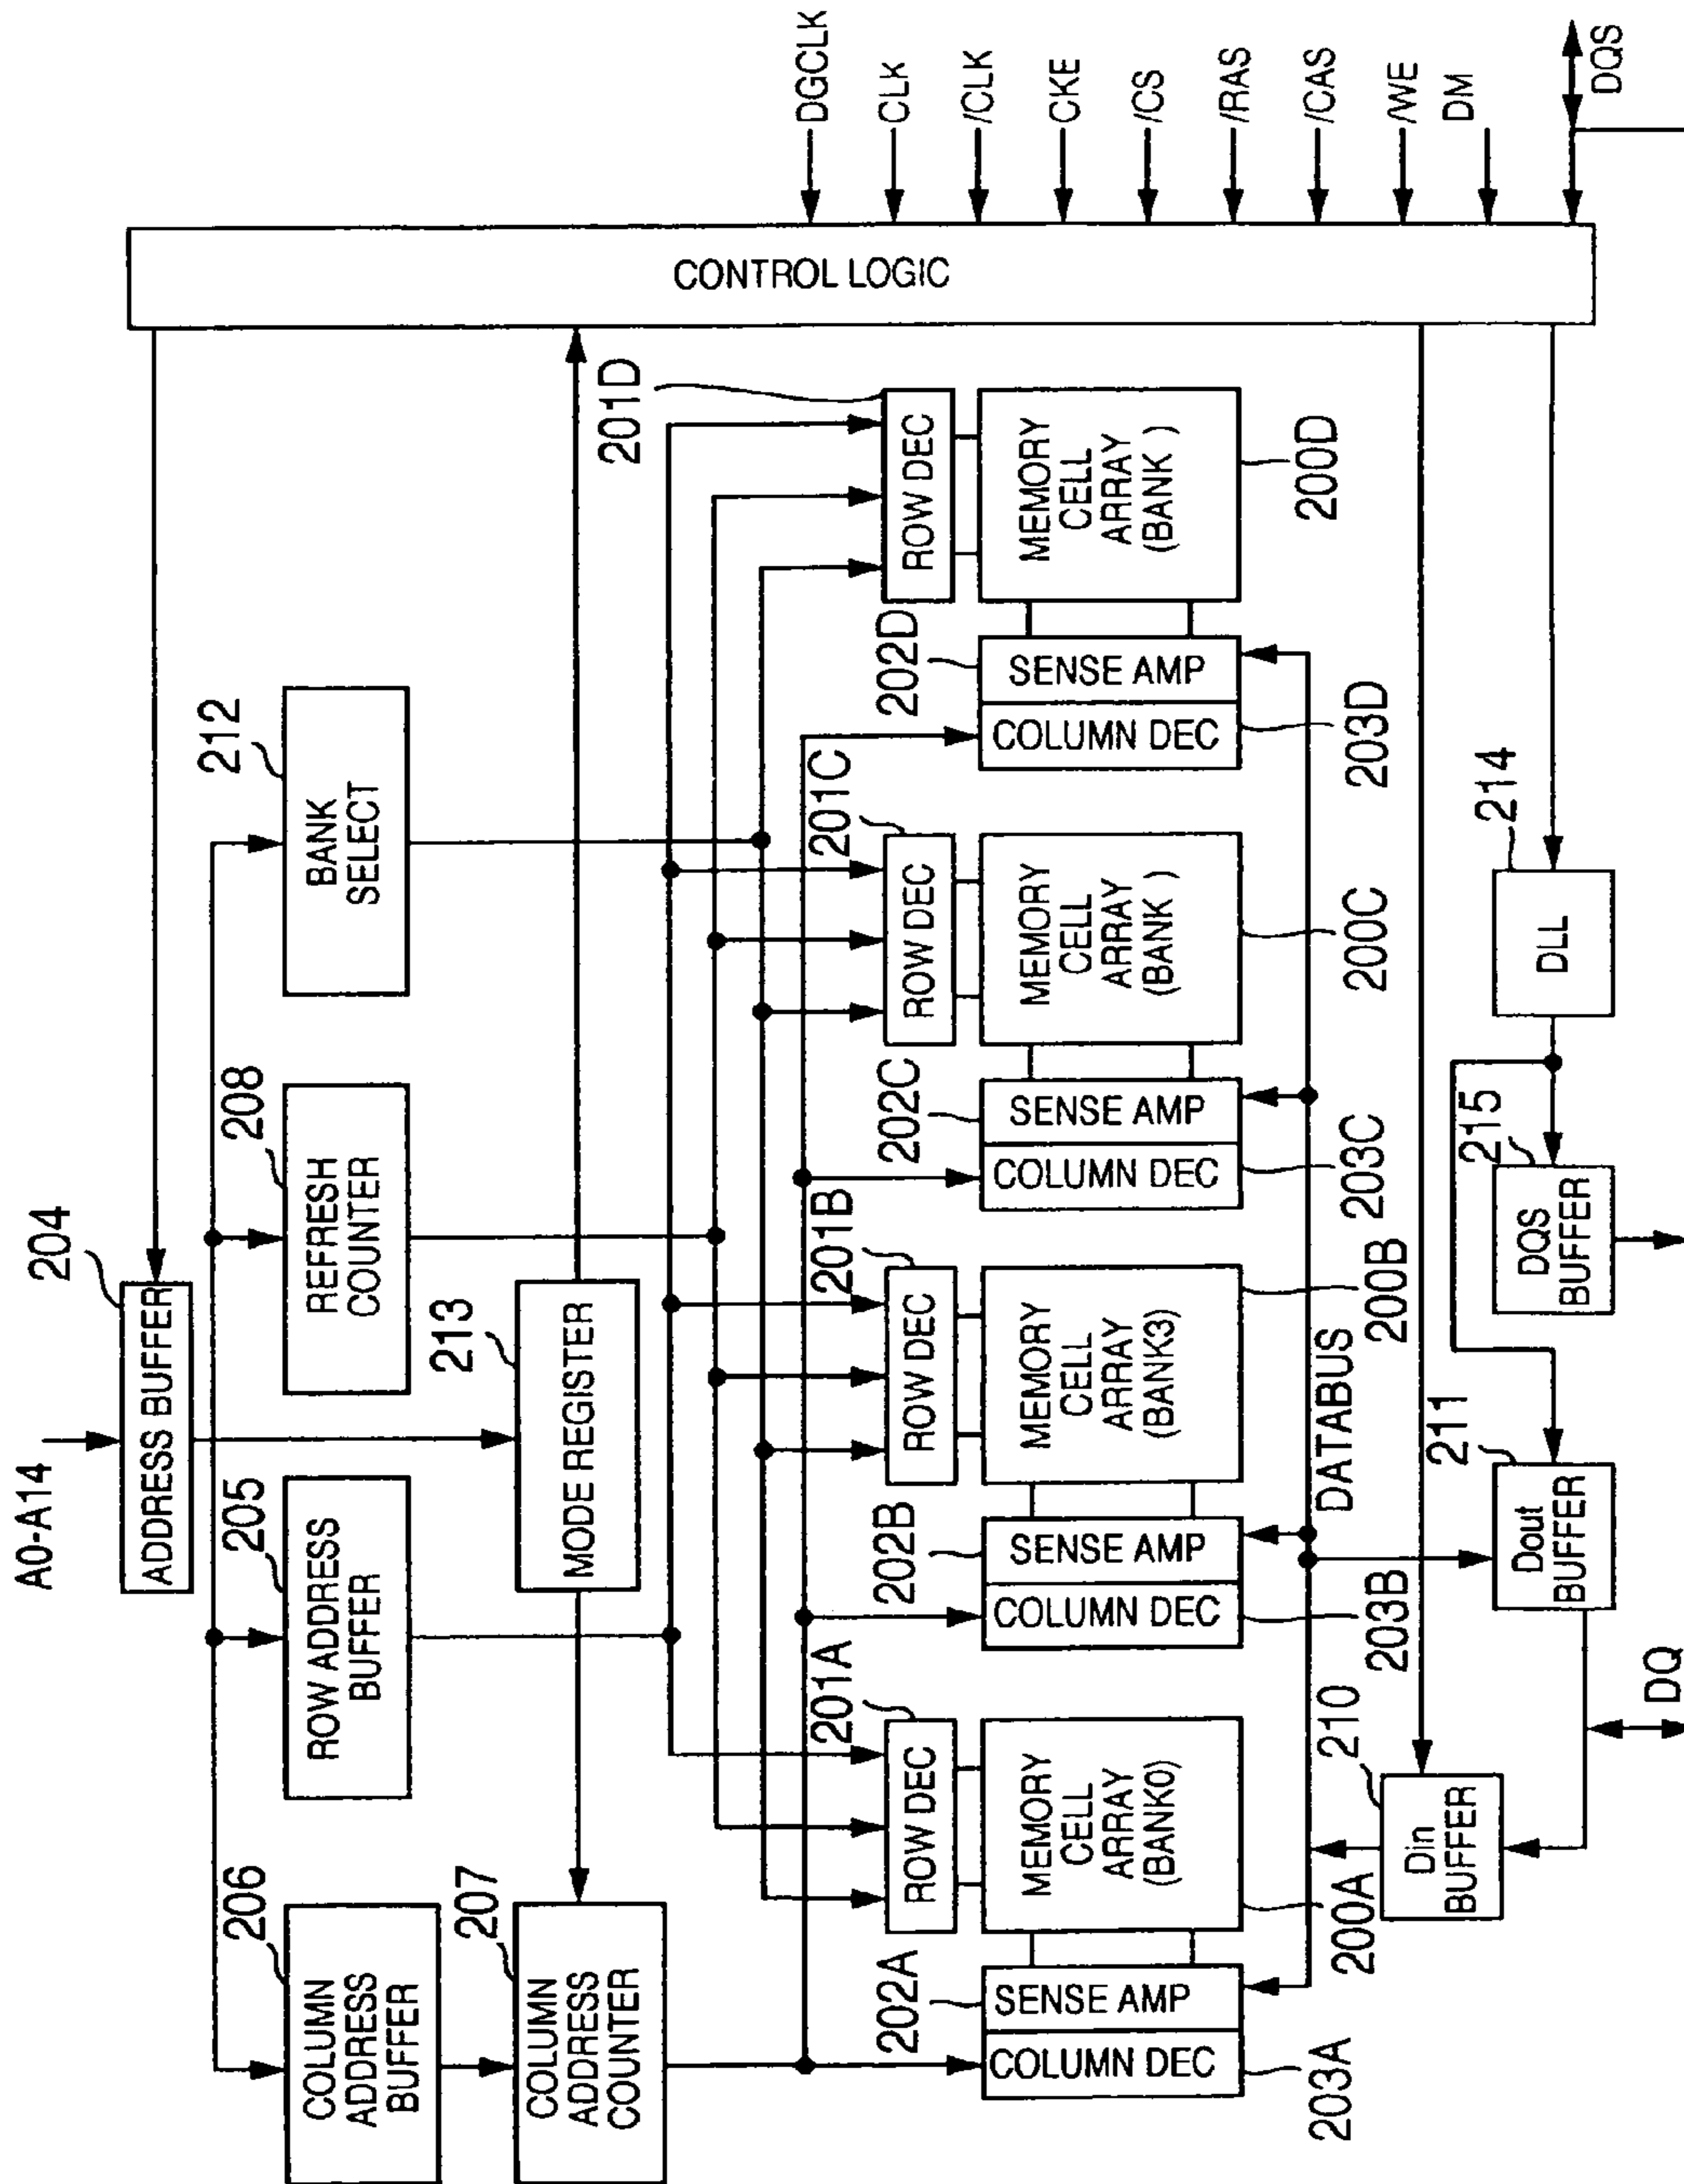 A0-A14
204
ADDRESS BUFFER
206
COLUMN
ADDRESS
BUFFER
205
ROW ADDRESS
BUFFER
208
REFRESH
COUNTER
212
BANK
SELECT
207
COLUMN
ADDRESS
COUNTER
213
MODE REGISTER
CONTROL LOGIC
DGCLK
CLK
/CLK
CKE
/CS
/RAS
/CAS
/WE
DM
DQS
201A
ROW DEC
201B
ROW DEC
201C
ROW DEC
201D
ROW DEC
202A
SENSE AMP
COLUMN DEC
203A
MEMORY
CELL
ARRAY
(BANK0)
200A
202B
SENSE AMP
COLUMN DEC
203B
MEMORY
CELL
ARRAY
(BANK3)
200B
202C
SENSE AMP
COLUMN DEC
203C
MEMORY
CELL
ARRAY
(BANK )
200C
202D
SENSE AMP
COLUMN DEC
203D
MEMORY
CELL
ARRAY
(BANK )
200D
DATABUS
210
Din
BUFFER
211
Dout
BUFFER
215
DQS
BUFFER
214
DLL
DQ